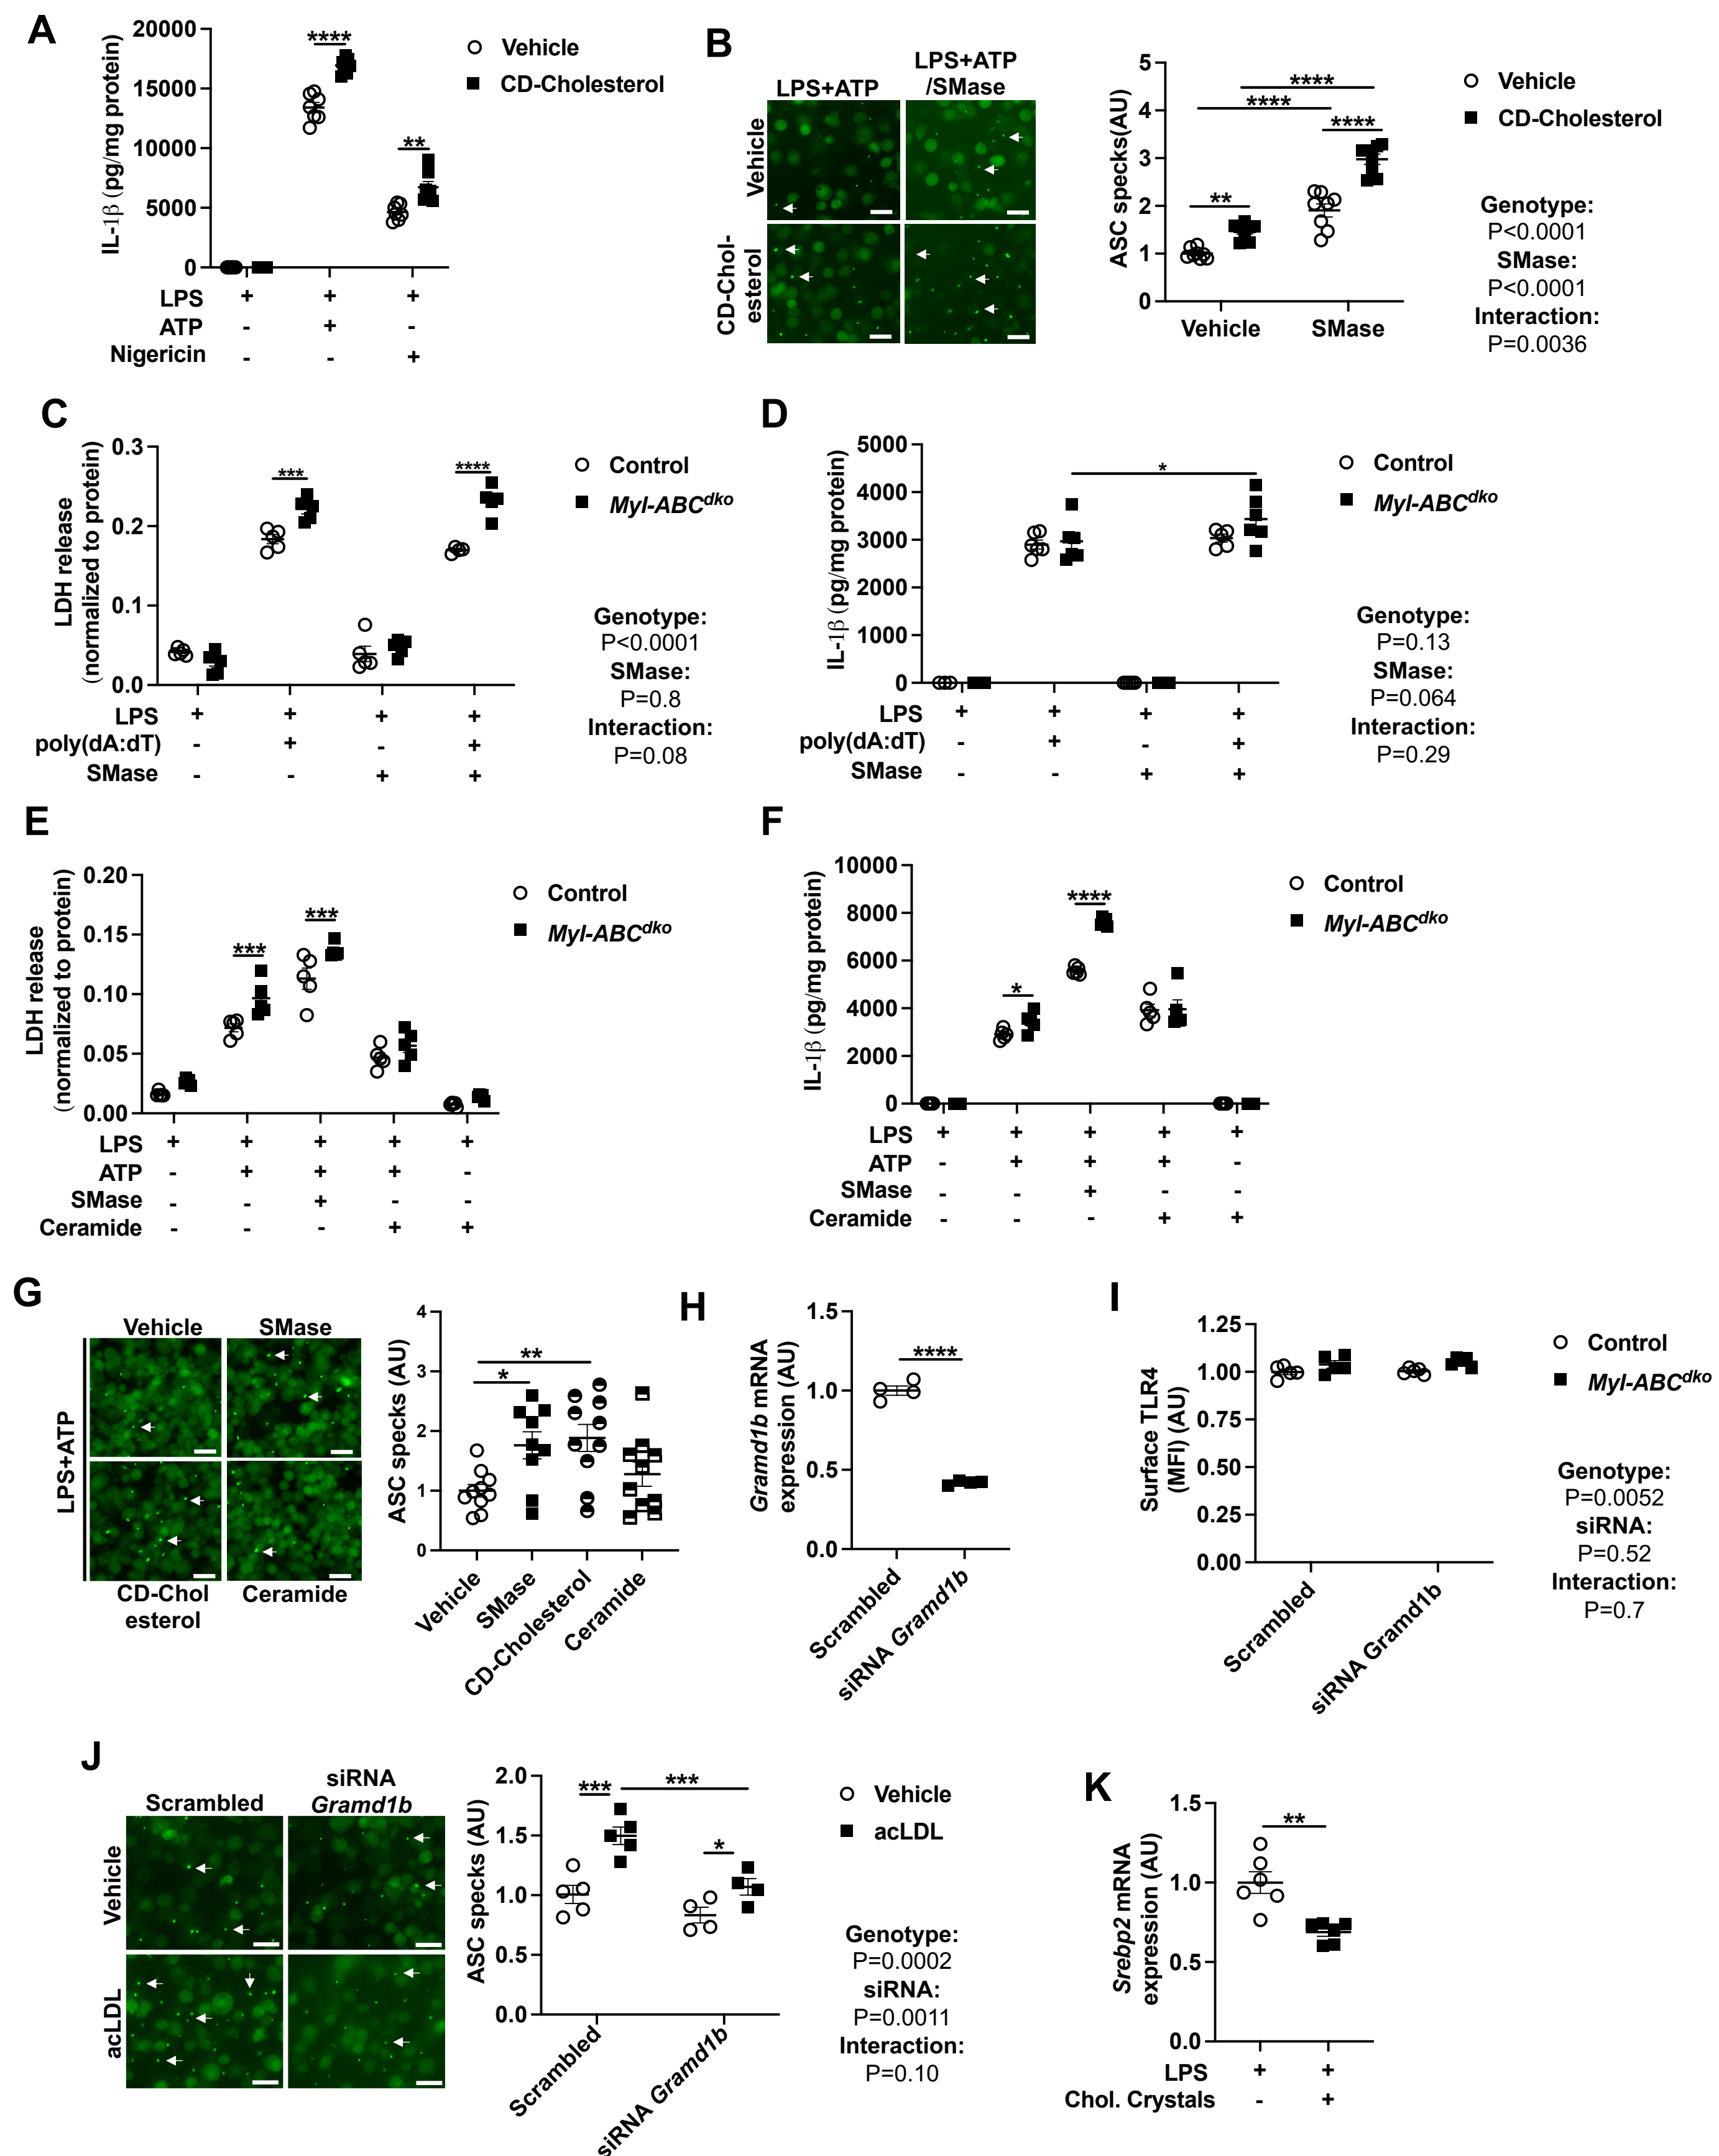 A
IL-1β (pg/mg protein)
20000
15000
10000
5000
0
****
**
Vehicle
CD-Cholesterol
LPS + + +
ATP - + -
Nigericin - - +
B
LPS+ATP
LPS+ATP
/SMase
Vehicle
CD-Chol-
esterol
ASC specks(AU)
5
4
3
2
1
0
****
****
****
**
Vehicle
SMase
Vehicle
CD-Cholesterol
Genotype:
P<0.0001
SMase:
P<0.0001
Interaction:
P=0.0036
C
LDH release
(normalized to protein)
0.3
0.2
0.1
0.0
***
****
Control
Myl-ABCdko
Genotype:
P<0.0001
SMase:
P=0.8
Interaction:
P=0.08
LPS + + + +
poly(dA:dT) - + - +
SMase - - + +
D
IL-1β (pg/mg protein)
5000
4000
3000
2000
1000
0
*
Control
Myl-ABCdko
Genotype:
P=0.13
SMase:
P=0.064
Interaction:
P=0.29
LPS + + + +
poly(dA:dT) - + - +
SMase - - + +
E
LDH release
(normalized to protein)
0.20
0.15
0.10
0.05
0.00
***
***
Control
Myl-ABCdko
LPS + + + + +
ATP - + + + -
SMase - - + - -
Ceramide - - - + +
F
IL-1β (pg/mg protein)
10000
8000
6000
4000
2000
0
*
****
Control
Myl-ABCdko
LPS + + + + +
ATP - + + + -
SMase - - + - -
Ceramide - - - + +
G
LPS+ATP
Vehicle
SMase
CD-Chol
esterol
Ceramide
ASC specks (AU)
4
3
2
1
0
**
*
Vehicle
SMase
CD-Cholesterol
Ceramide
H
Gramd1b mRNA
expression (AU)
1.5
1.0
0.5
0.0
****
Scrambled
siRNA Gramd1b
I
Surface TLR4
(MFI) (AU)
1.25
1.00
0.75
0.50
0.25
0.00
Scrambled
siRNA Gramd1b
Control
Myl-ABCdko
Genotype:
P=0.0052
siRNA:
P=0.52
Interaction:
P=0.7
J
Scrambled
siRNA
Gramd1b
Vehicle
acLDL
ASC specks (AU)
2.0
1.5
1.0
0.5
0.0
***
***
*
Scrambled
siRNA Gramd1b
Vehicle
acLDL
Genotype:
P=0.0002
siRNA:
P=0.0011
Interaction:
P=0.10
K
Srebp2 mRNA
expression (AU)
1.5
1.0
0.5
0.0
**
LPS + +
Chol. Crystals - +